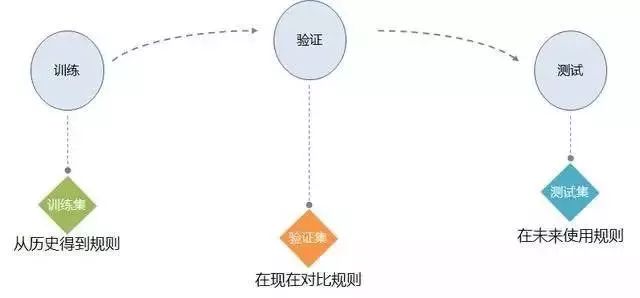 训练
验证
测试
训练集
验证集
测试集
从历史得到规则
在现在对比规则
在未来使用规则